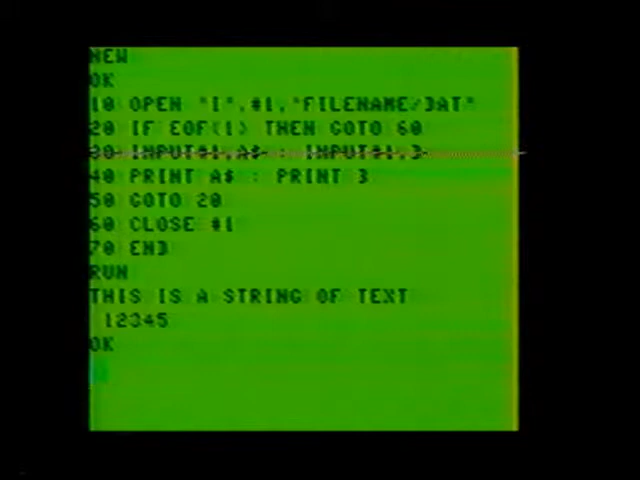 NEW
OK
10 OPEN "I",#1,"FILENAME/DAT"
20 IF EOF(1) THEN GOTO 60
30 INPUT#1,A$ : INPUT#1,B
40 PRINT A$ : PRINT B
50 GOTO 20
60 CLOSE #1
70 END
RUN
THIS IS A STRING OF TEXT
12345
OK